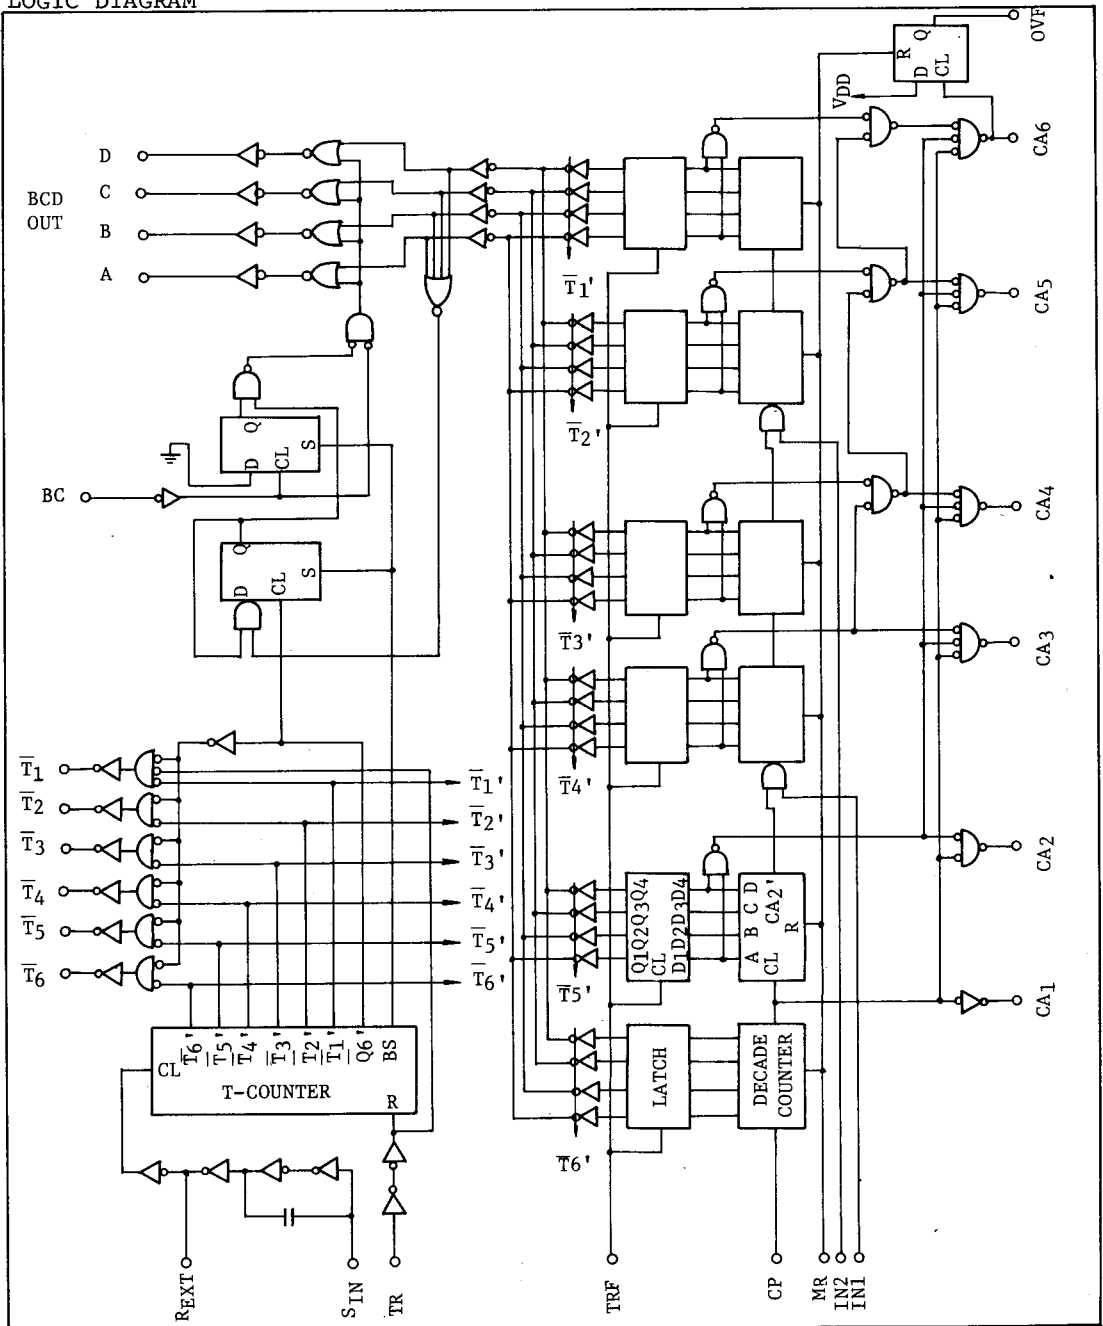 LOGIC DIAGRAM
OVF
Q
R
D
CL
VDD
CA6
D
C
BCD
OUT
B
A
T̅1'
CA5
T̅2'
Q
D
CL
S
BC
CA4
Q
D
CL
S
T̅3'
CA3
T̅1
T̅1'
T̅4'
T̅2
T̅2'
T̅3
T̅3'
CA2
T̅4
T̅4'
Q1Q2Q3Q4
CL
D1D2D3D4
A B C D
CA2'
CL
R
T̅5
T̅5'
T̅5'
T̅6
T̅6'
CA1
CL
T̅6'
T̅5'
T̅4'
T̅3'
T̅2'
T̅1'
Q̅6'
BS
T-COUNTER
R
LATCH
DECADE
COUNTER
T̅6'
REXT
SIN
TR
TRF
CP
MR
IN2
IN1